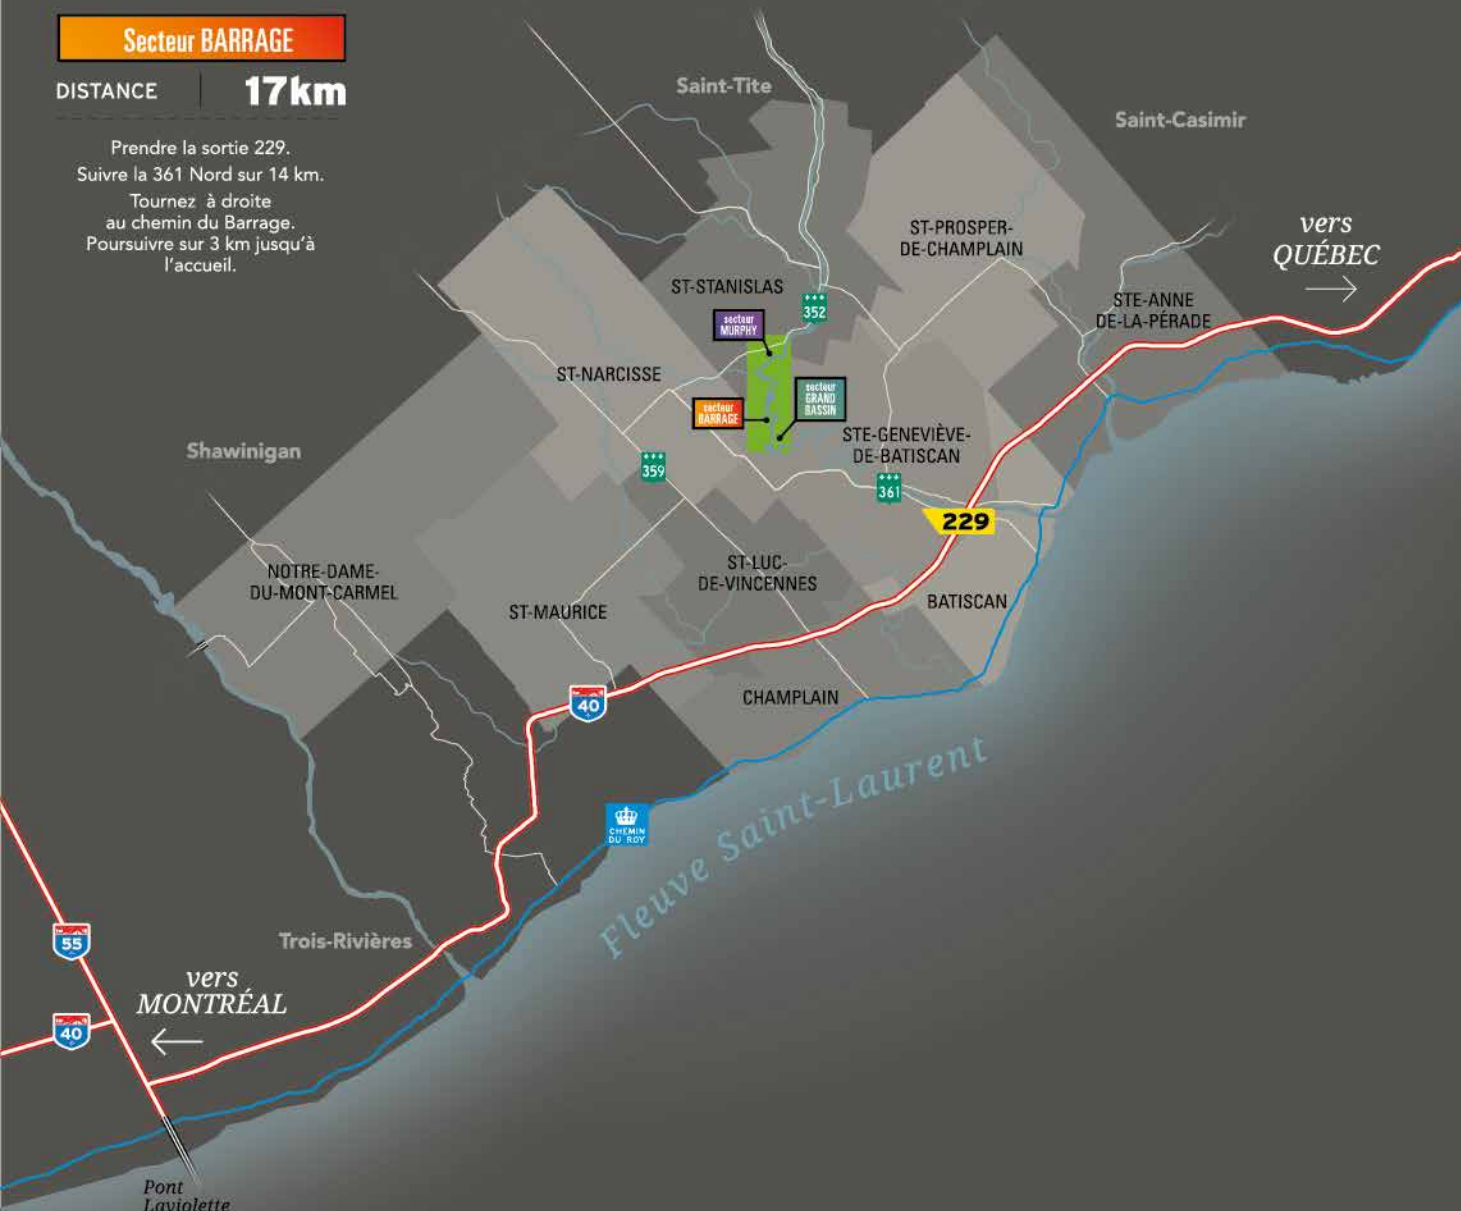 Secteur BARRAGE
DISTANCE 17km
Prendre la sortie 229.
Suivre la 361 Nord sur 14 km.
Tournez à droite
au chemin du Barrage.
Poursuivre sur 3 km jusqu'à
l'accueil.
Saint-Tite
Saint-Casimir
ST-PROSPER-
DE-CHAMPLAIN
vers
QUÉBEC
ST-STANISLAS
352
STE-ANNE
DE-LA-PÉRADE
secteur
MURPHY
ST-NARCISSE
secteur
GRAND
BASSIN
secteur
BARRAGE
STE-GENEVIÈVE-
DE-BATISCAN
Shawinigan
359
361
229
NOTRE-DAME-
DU-MONT-CARMEL
ST-LUC-
DE-VINCENNES
ST-MAURICE
BATISCAN
CHAMPLAIN
40
Fleuve Saint-Laurent
CHEMIN
DU ROY
55
Trois-Rivières
vers
MONTRÉAL
40
Pont
Laviolette